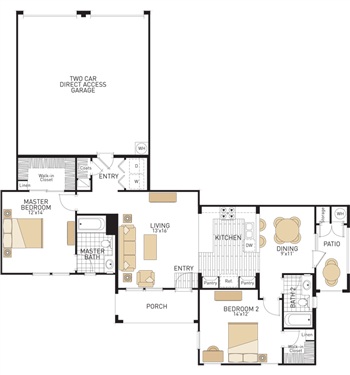 TWO CAR
DIRECT ACCESS
GARAGE
WH
Walk-in
Closet
Linen
Linen
ENTRY
D
W
MASTER
BEDROOM
12'x14'
MASTER
BATH
LIVING
13'x16'
ENTRY
PORCH
KITCHEN
DW
Pantry
Ref.
Pantry
DINING
9'x11'
Storage
WH
PATIO
BATH 2
BEDROOM 2
14'x12'
Linen
Walk-in
Closet